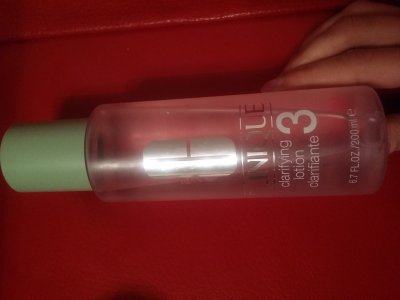 CLINIQUE
clarifying
lotion
clarifiante
3
6.7 FL.OZ./200 ml e